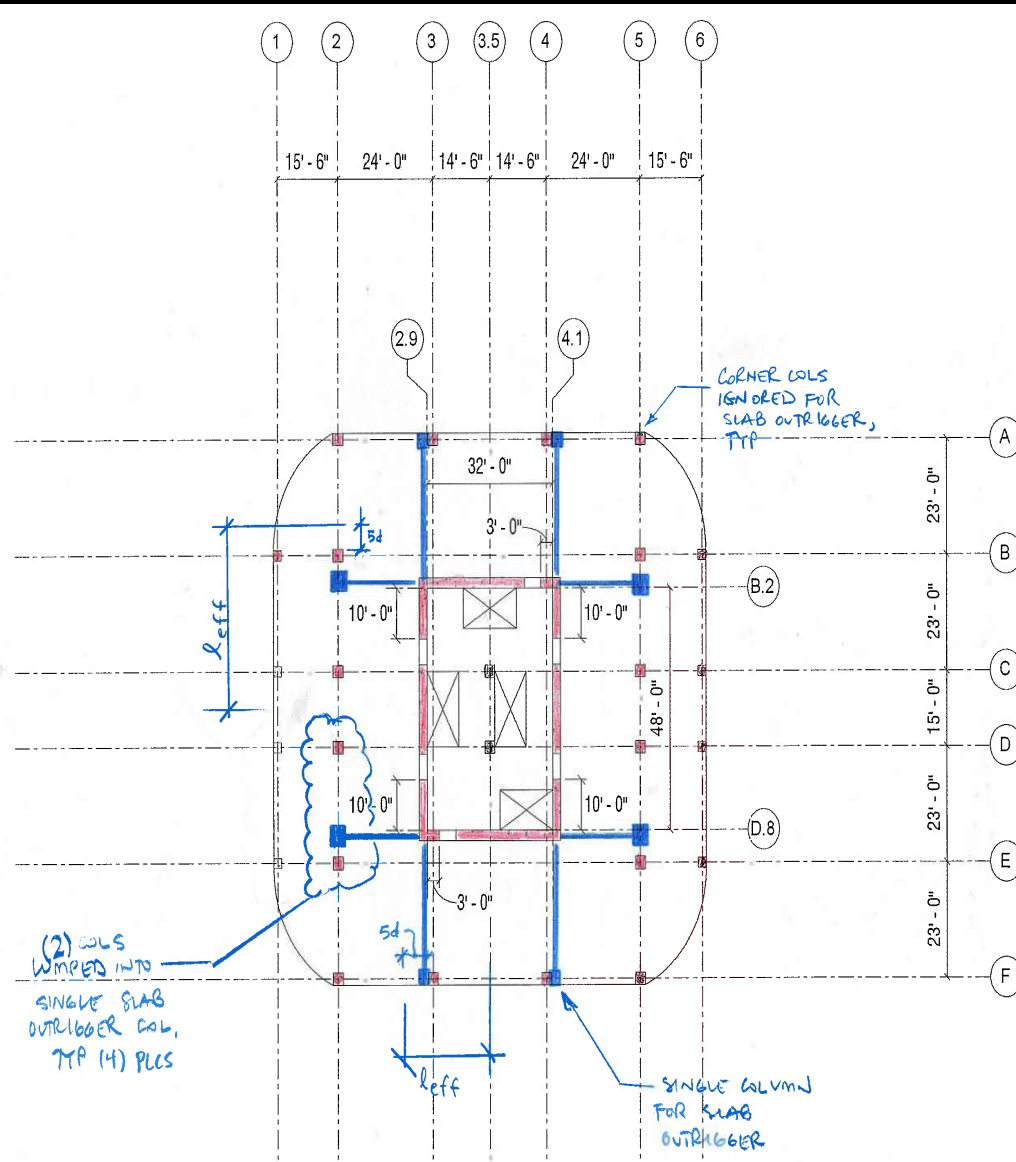 1 2 3 3.5 4 5 6
15' - 6" 24' - 0" 14' - 6" 14' - 6" 24' - 0" 15' - 6"
2.9 4.1
CORNER COLS
IGNORED FOR
SLAB OUTRIGGER,
TYP
A
32' - 0"
23' - 0"
3' - 0"
5d
B
B.2
10' - 0" 10' - 0"
23' - 0"
leff
C
48' - 0"
15' - 0"
D
10' - 0" 10' - 0"
23' - 0"
D.8
E
3' - 0"
23' - 0"
5d
(2) COLS
LUMPED INTO
SINGLE SLAB
OUTRIGGER COL,
TYP (4) PLCS
F
leff
SINGLE COLUMN
FOR SLAB
OUTRIGGER